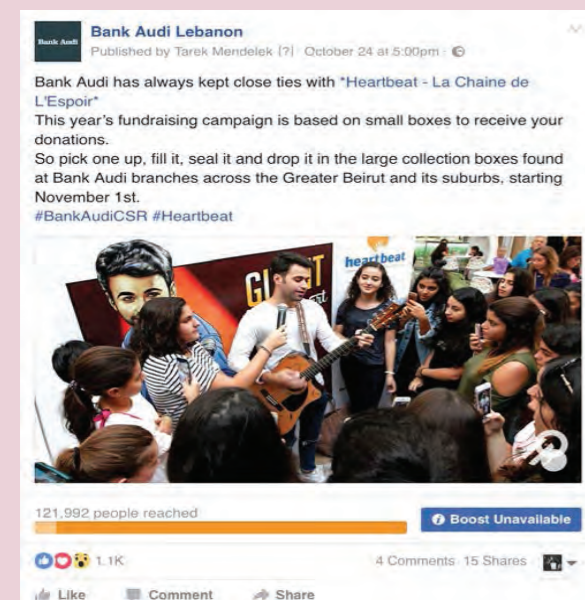 Bank Audi
Bank Audi Lebanon
Published by Tarek Mendelek [?] · October 24 at 5:00pm ·
Bank Audi has always kept close ties with "Heartbeat - La Chaine de
L'Espoir"
This year's fundraising campaign is based on small boxes to receive your
donations.
So pick one up, fill it, seal it and drop it in the large collection boxes found
at Bank Audi branches across the Greater Beirut and its suburbs, starting
November 1st.
#BankAudiCSR #Heartbeat
heartbeat
121,992 people reached
Boost Unavailable
1.1K
4 Comments 15 Shares
Like Comment Share